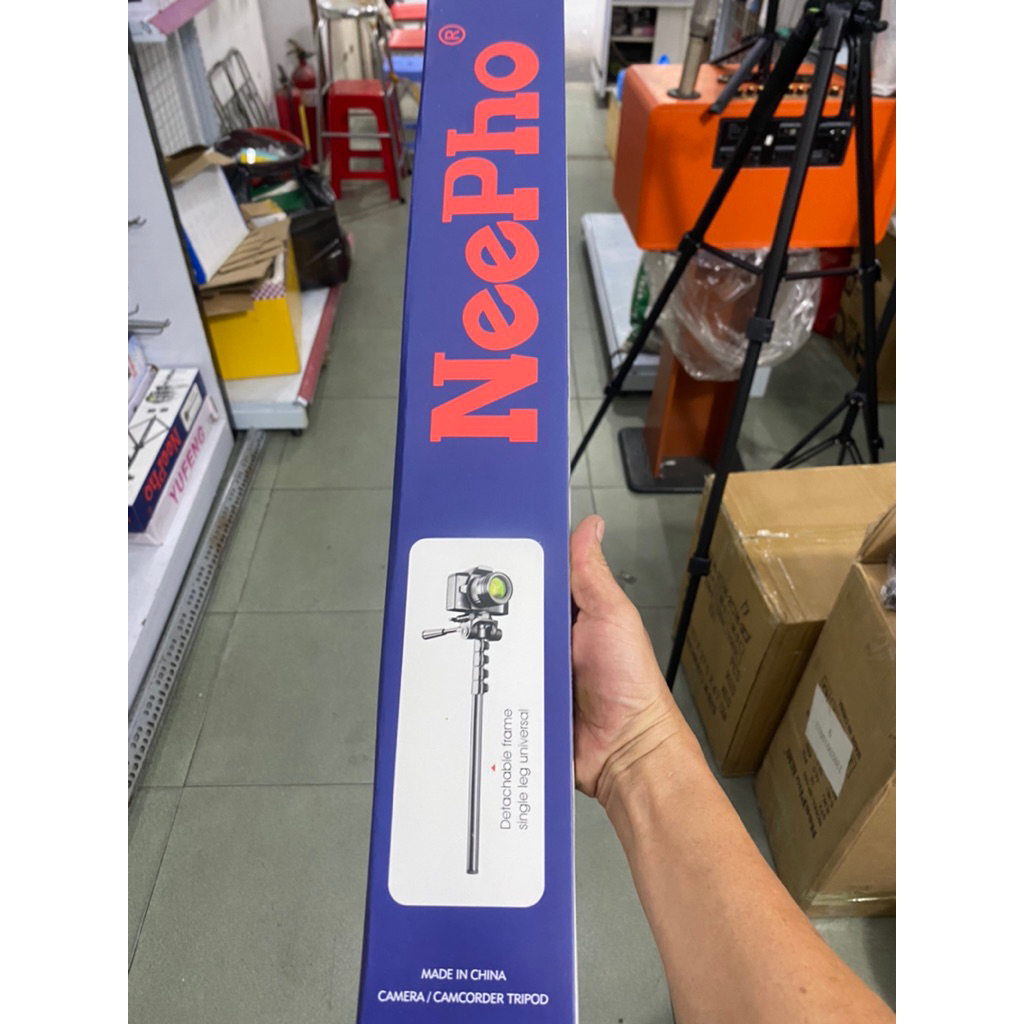 NeePho®
Detachable frame
single leg universal
MADE IN CHINA
CAMERA / CAMCORDER TRIPOD
NeePho
YUFENG